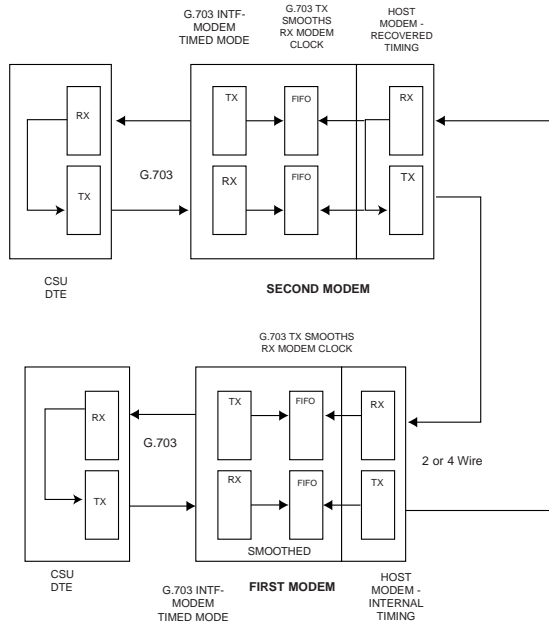 G.703 INTF-
MODEM
TIMED MODE
G.703 TX
SMOOTHS
RX MODEM
CLOCK
HOST
MODEM -
RECOVERED
TIMING
RX
TX
G.703
TX
RX
FIFO
FIFO
RX
TX
CSU
DTE
SECOND MODEM
G.703 TX SMOOTHS
RX MODEM CLOCK
RX
TX
G.703
TX
RX
FIFO
FIFO
SMOOTHED
RX
TX
2 or 4 Wire
CSU
DTE
G.703 INTF-
MODEM
TIMED MODE
FIRST MODEM
HOST
MODEM -
INTERNAL
TIMING